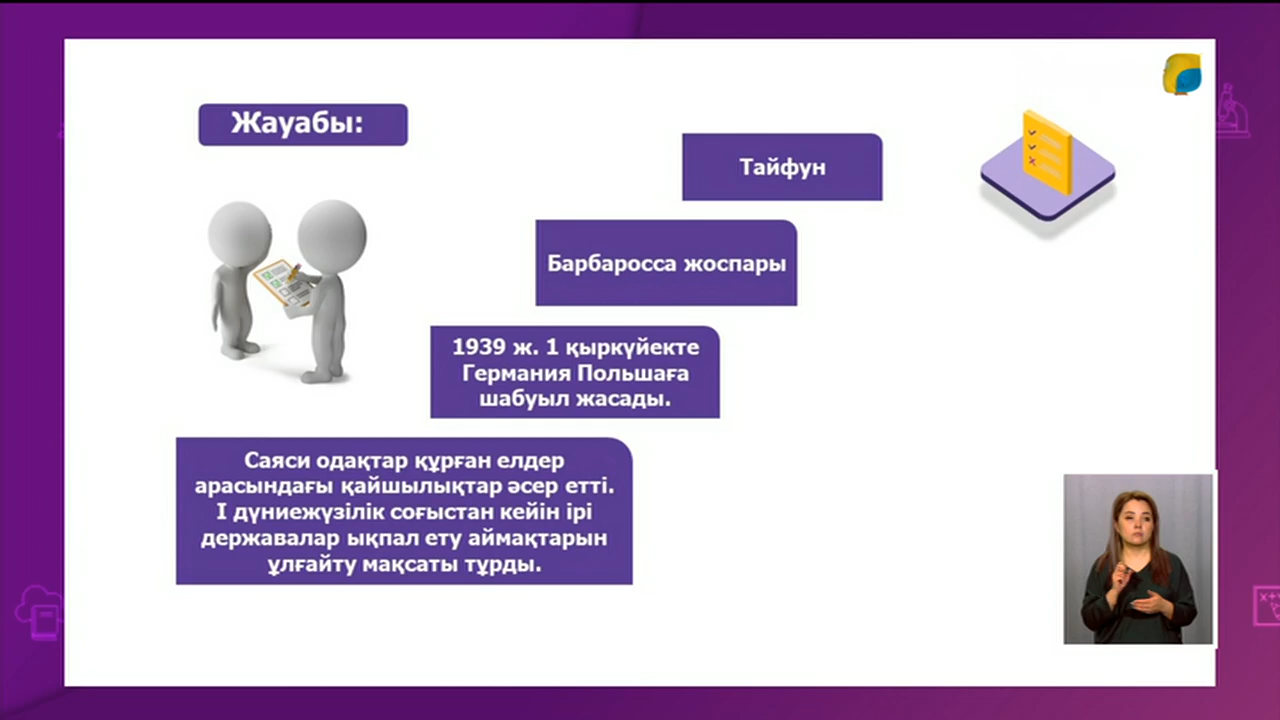 Жауабы:
Тайфун
Барбаросса жоспары
1939 ж. 1 қыркүйекте
Германия Польшаға
шабуыл жасады.
Саяси одақтар құрған елдер
арасындағы қайшылықтар әсер етті.
І дүниежүзілік соғыстан кейін ірі
державалар ықпал ету аймақтарын
ұлғайту мақсаты тұрды.